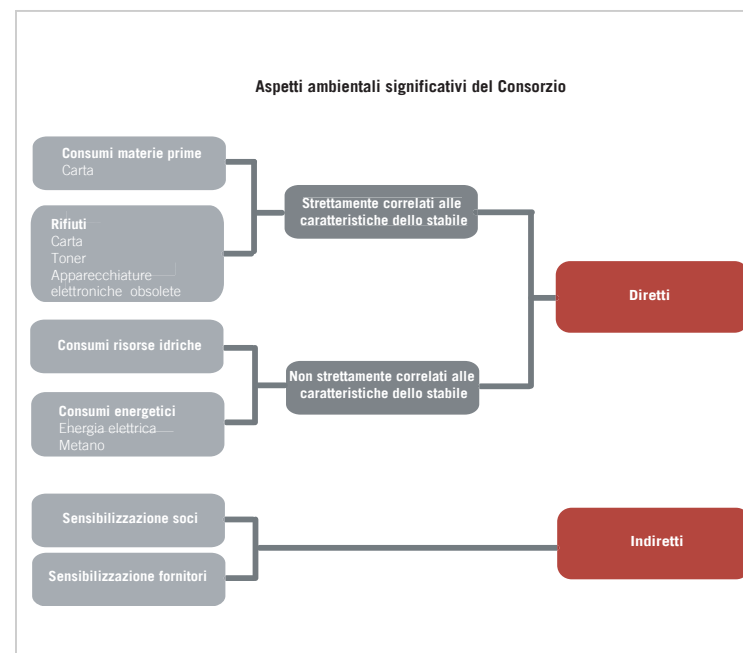 Aspetti ambientali significativi del Consorzio
Consumi materie prime
Carta
Rifiuti
Carta
Toner
Apparecchiature
elettroniche obsolete
Strettamente correlati alle
caratteristiche dello stabile
Diretti
Consumi risorse idriche
Consumi energetici
Energia elettrica
Metano
Non strettamente correlati alle
caratteristiche dello stabile
Sensibilizzazione soci
Sensibilizzazione fornitori
Indiretti